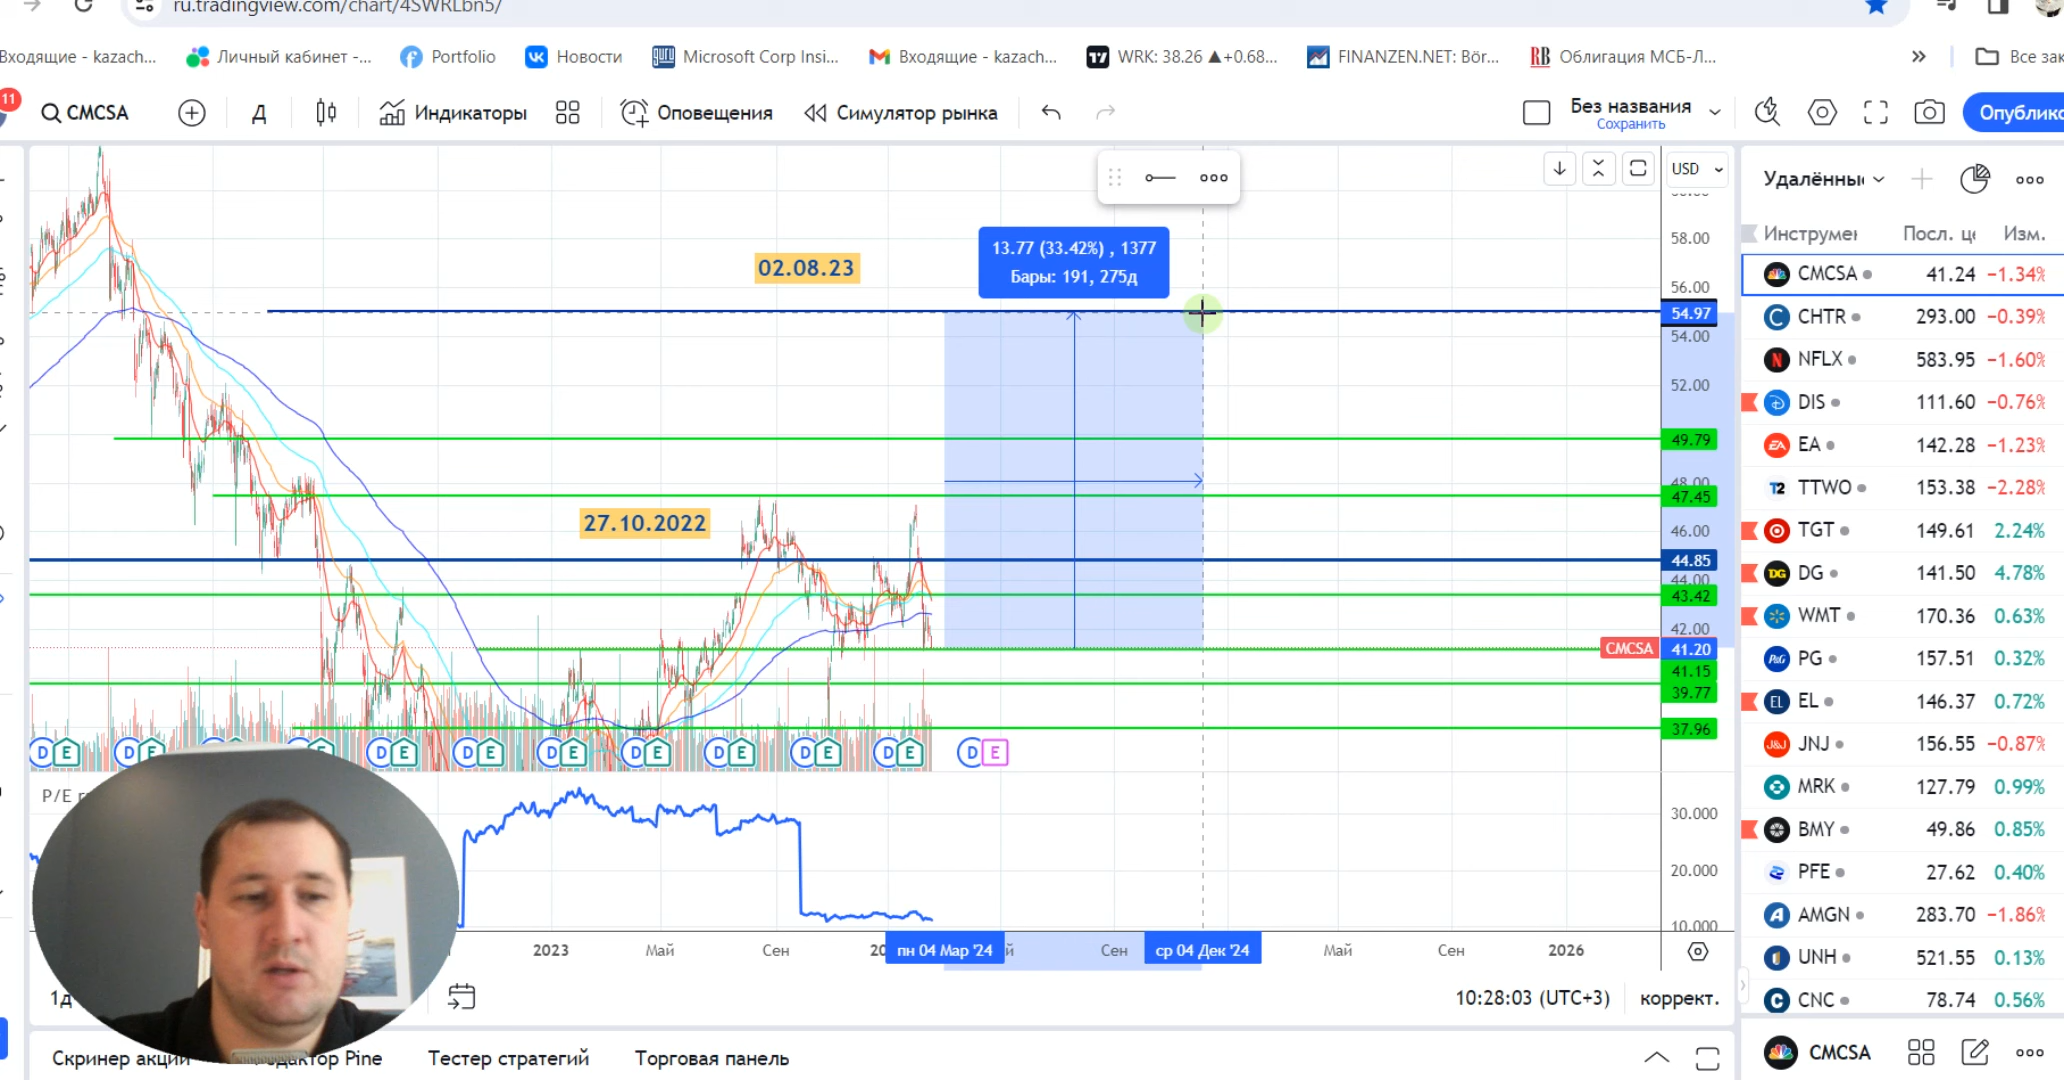 ru.tradingview.com/chart/4SWRLbn5/
Входящие - kazach...
Личный кабинет -...
Portfolio
Новости
Microsoft Corp Insi...
Входящие - kazach...
WRK: 38.26 ▲+0.68...
FINANZEN.NET: Bör...
Облигация МСБ-Л...
»
Все зак
11
CMCSA
Д
Индикаторы
Оповещения
Симулятор рынка
Без названия
Сохранить
Опублико
USD
13.77 (33.42%) , 1377
Бары: 191, 275д
02.08.23
27.10.2022
58.00
56.00
54.97
54.00
52.00
49.79
48.00
47.45
46.00
44.85
44.00
43.42
42.00
CMCSA
41.20
41.15
39.77
37.96
D E
D E
E
D E
D E
D E
D E
D E
D E
D E
D E
P/E
30.000
20.000
10.000
2023
Май
Сен
20
пн 04 Мар '24
й
Сен
ср 04 Дек '24
Май
Сен
2026
1д
10:28:03 (UTC+3)
коррект.
Скринер акций
актор Pine
Тестер стратегий
Торговая панель
Удалённы
Инструмен
Посл. це
Изм.
CMCSA 41.24 −1.34%
CHTR 293.00 −0.39%
NFLX 583.95 −1.60%
DIS 111.60 −0.76%
EA 142.28 −1.23%
T2 TTWO 153.38 −2.28%
TGT 149.61 2.24%
DG DG 141.50 4.78%
WMT 170.36 0.63%
P&G PG 157.51 0.32%
EL EL 146.37 0.72%
J&J JNJ 156.55 −0.87%
MRK 127.79 0.99%
BMY 49.86 0.85%
PFE 27.62 0.40%
AMGN 283.70 −1.86%
UNH 521.55 0.13%
CNC 78.74 0.56%
CMCSA